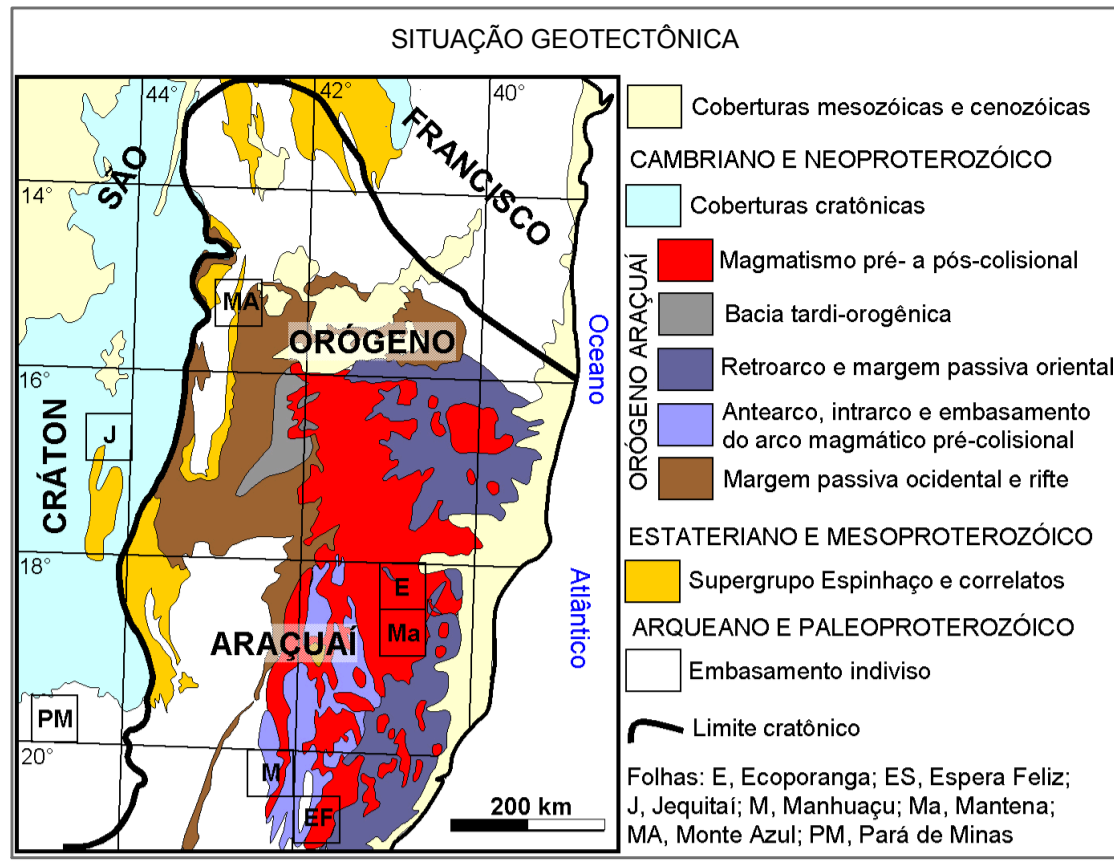 SITUAÇÃO GEOTECTÔNICA
44°
42°
40°
14°
16°
18°
20°
SÃO
FRANCISCO
CRÁTON
ORÓGENO
ARAÇUAÍ
MA
J
E
Ma
PM
M
EF
Oceano
Atlântico
200 km
Coberturas mesozóicas e cenozóicas
CAMBRIANO E NEOPROTEROZÓICO
Coberturas cratônicas
ORÓGENO ARAÇUAÍ
Magmatismo pré- a pós-colisional
Bacia tardi-orogênica
Retroarco e margem passiva oriental
Antearco, intrarco e embasamento
do arco magmático pré-colisional
Margem passiva ocidental e rifte
ESTATERIANO E MESOPROTEROZÓICO
Supergrupo Espinhaço e correlatos
ARQUEANO E PALEOPROTEROZÓICO
Embasamento indiviso
Limite cratônico
Folhas: E, Ecoporanga; ES, Espera Feliz;
J, Jequitaí; M, Manhuaçu; Ma, Mantena;
MA, Monte Azul; PM, Pará de Minas